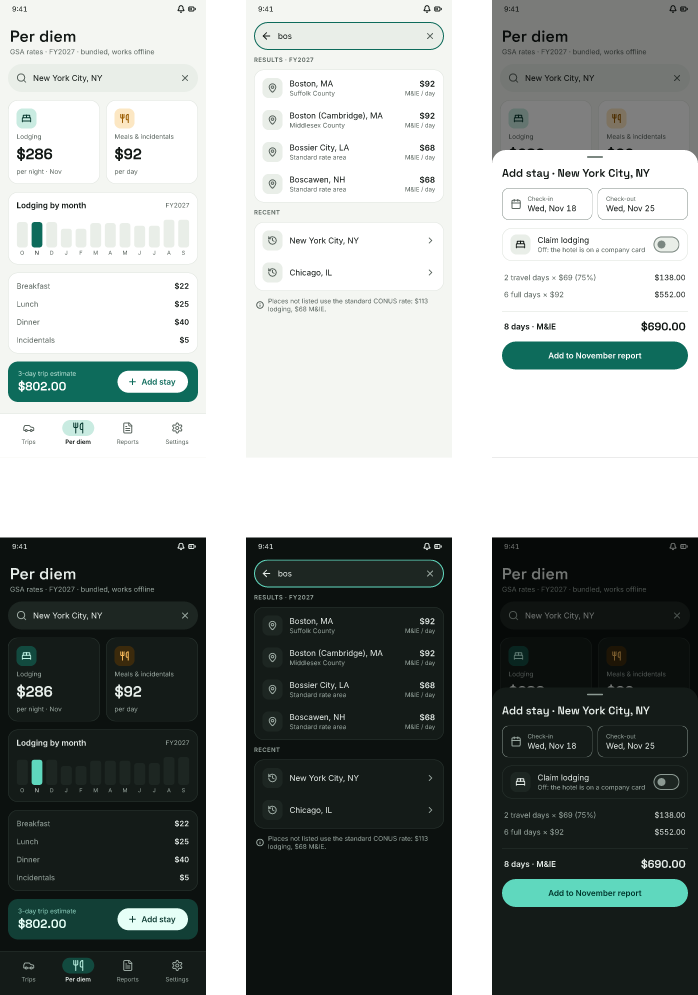 9:41
Per diem
GSA rates · FY2027 · bundled, works offline
New York City, NY
Lodging
$286
per night · Nov
Meals & Incidentals
$92
per day
Lodging by month
FY2027
O N D J F M A M J J A S
Breakfast
$22
Lunch
$25
Dinner
$40
Incidentals
$5
3-day trip estimate
$802.00
+ Add stay
Trips
Per diem
Reports
Settings
9:41
bos
RESULTS · FY2027
Boston, MA
Suffolk County
$92
M&IE / day
Boston (Cambridge), MA
Middlesex County
$92
M&IE / day
Bossier City, LA
Standard rate area
$68
M&IE / day
Boscawen, NH
Standard rate area
$68
M&IE / day
RECENT
New York City, NY
Chicago, IL
Places not listed use the standard CONUS rate: $113
lodging, $68 M&IE.
9:41
Per diem
GSA rates · FY2027 · bundled, works offline
New York City, NY
Lodging
Meals & Incidentals
Add stay · New York City, NY
Check-in
Wed, Nov 18
Check-out
Wed, Nov 25
Claim lodging
Off: the hotel is on a company card
2 travel days × $69 (75%)
$138.00
6 full days × $92
$552.00
8 days · M&IE
$690.00
Add to November report
9:41
Per diem
GSA rates · FY2027 · bundled, works offline
New York City, NY
Lodging
$286
per night · Nov
Meals & Incidentals
$92
per day
Lodging by month
FY2027
O N D J F M A M J J A S
Breakfast
$22
Lunch
$25
Dinner
$40
Incidentals
$5
3-day trip estimate
$802.00
+ Add stay
Trips
Per diem
Reports
Settings
9:41
bos
RESULTS · FY2027
Boston, MA
Suffolk County
$92
M&IE / day
Boston (Cambridge), MA
Middlesex County
$92
M&IE / day
Bossier City, LA
Standard rate area
$68
M&IE / day
Boscawen, NH
Standard rate area
$68
M&IE / day
RECENT
New York City, NY
Chicago, IL
Places not listed use the standard CONUS rate: $113
lodging, $68 M&IE.
9:41
Per diem
GSA rates · FY2027 · bundled, works offline
New York City, NY
Lodging
Meals & Incidentals
Add stay · New York City, NY
Check-in
Wed, Nov 18
Check-out
Wed, Nov 25
Claim lodging
Off: the hotel is on a company card
2 travel days × $69 (75%)
$138.00
6 full days × $92
$552.00
8 days · M&IE
$690.00
Add to November report